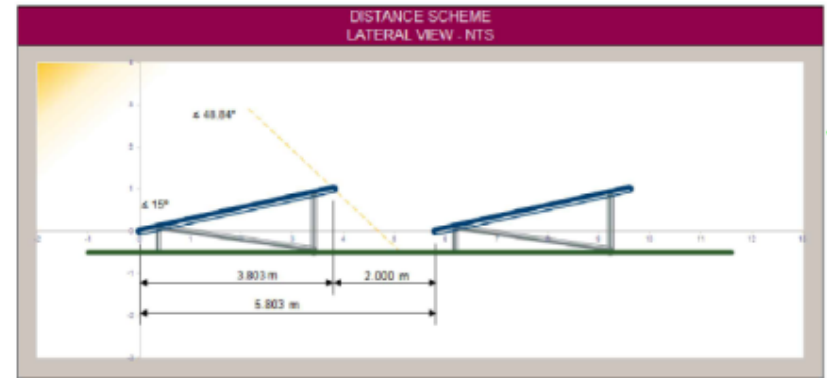 DISTANCE SCHEME
LATERAL VIEW - NTS
∡ 48.84°
∡ 15°
3.803 m
2.000 m
5.803 m